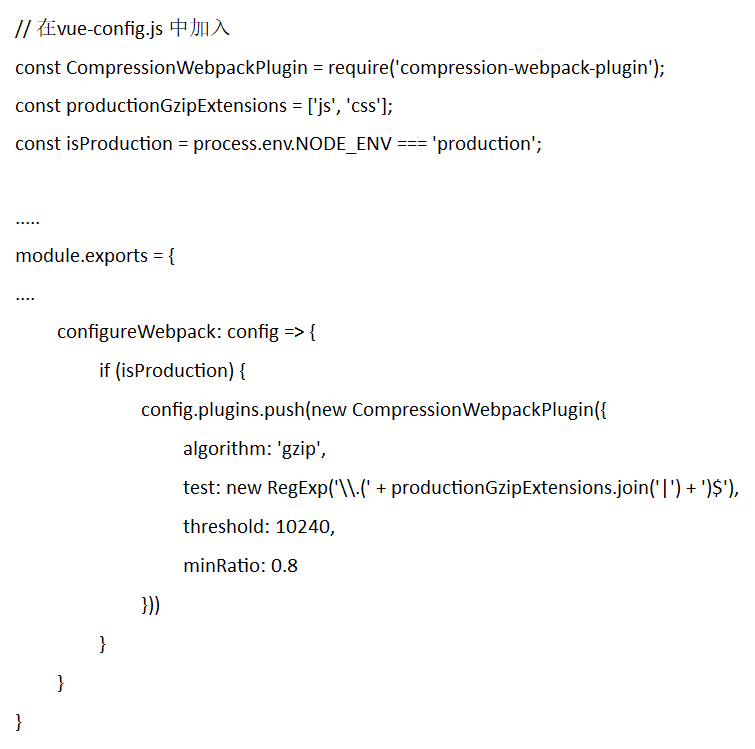 // 在vue-config.js 中加入
const CompressionWebpackPlugin = require('compression-webpack-plugin');
const productionGzipExtensions = ['js', 'css'];
const isProduction = process.env.NODE_ENV === 'production';
.....
module.exports = {
....
configureWebpack: config => {
if (isProduction) {
config.plugins.push(new CompressionWebpackPlugin({
algorithm: 'gzip',
test: new RegExp('\\.(' + productionGzipExtensions.join('|') + ')$'),
threshold: 10240,
minRatio: 0.8
}))
}
}
}